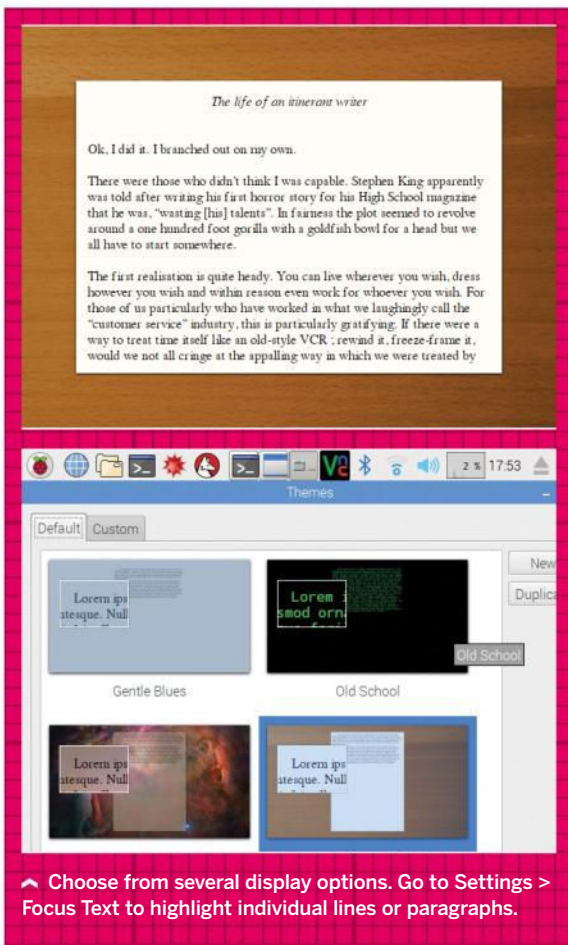 The life of an itinerant writer
Ok, I did it. I branched out on my own.
There were those who didn't think I was capable. Stephen King apparently
was told after writing his first horror story for his High School magazine
that he was, "wasting [his] talents". In fairness the plot seemed to revolve
around a one hundred foot gorilla with a goldfish bowl for a head but we
all have to start somewhere.
The first realisation is quite heady. You can live wherever you wish, dress
however you wish and within reason even work for whoever you wish. For
those of us particularly who have worked in what we laughingly call the
"customer service" industry, this is particularly gratifying. If there were a
way to treat time itself like an old-style VCR ; rewind it, freeze-frame it,
would we not all cringe at the appalling way in which we were treated by
2 % 17:53
Themes
Default Custom
New
Duplica
Lorem ips
atesque. Null
Lorem i
smod orn
Old School
Gentle Blues
Old School
Lorem ips
atesque. Null
Lorem ips
atesque. Null
Choose from several display options. Go to Settings >
Focus Text to highlight individual lines or paragraphs.